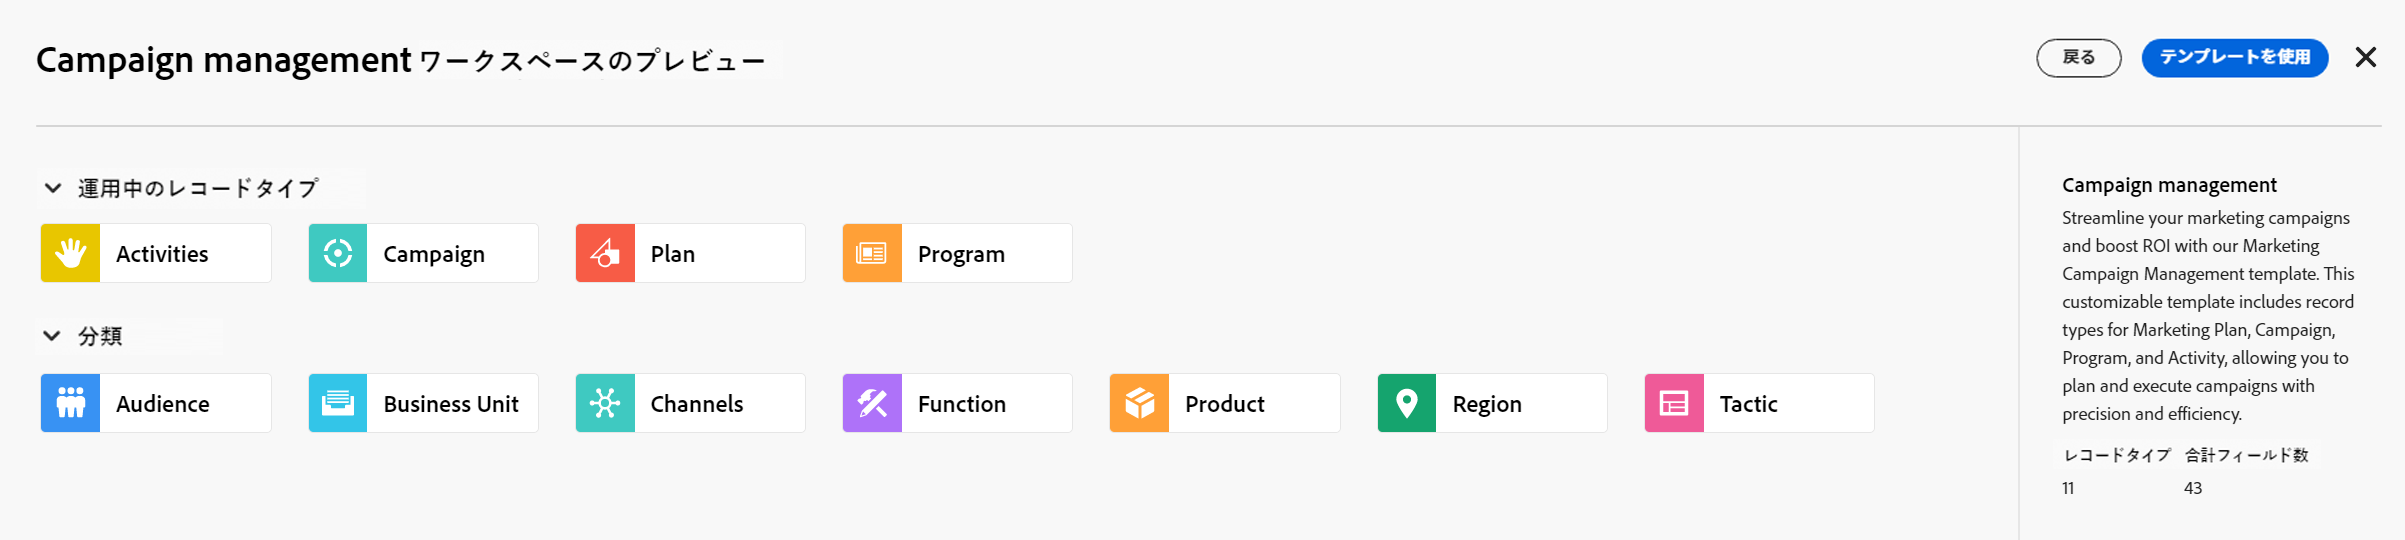 Campaign management ワークスペースのプレビュー
戻る
テンプレートを使用
運用中のレコードタイプ
Activities
Campaign
Plan
Program
分類
Audience
Business Unit
Channels
Function
Product
Region
Tactic
Campaign management
Streamline your marketing campaigns
and boost ROI with our Marketing
Campaign Management template. This
customizable template includes record
types for Marketing Plan, Campaign,
Program, and Activity, allowing you to
plan and execute campaigns with
precision and efficiency.
レコードタイプ 合計フィールド数
11 43